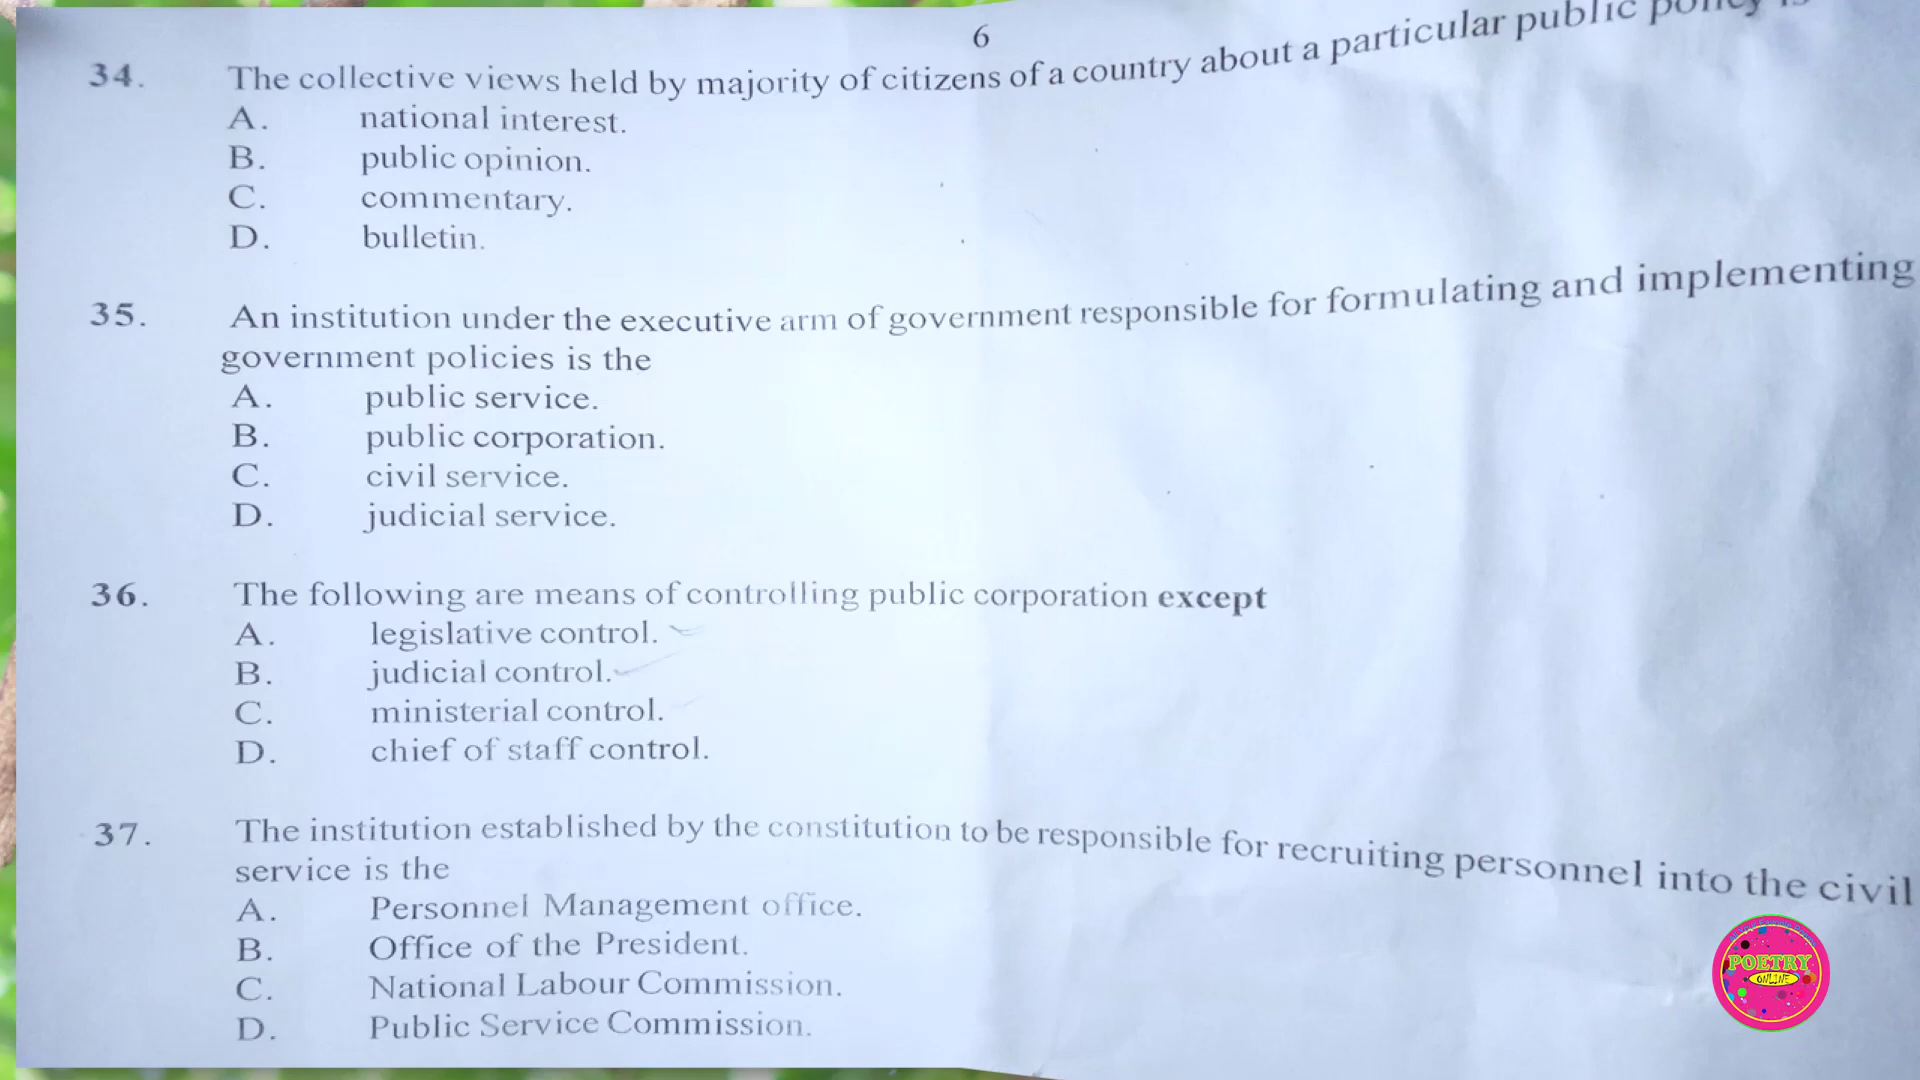 6
34. The collective views held by majority of citizens of a country about a particular public policy is
A. national interest.
B. public opinion.
C. commentary.
D. bulletin.
35. An institution under the executive arm of government responsible for formulating and implementing
government policies is the
A. public service.
B. public corporation.
C. civil service.
D. judicial service.
36. The following are means of controlling public corporation except
A. legislative control.
B. judicial control.
C. ministerial control.
D. chief of staff control.
37. The institution established by the constitution to be responsible for recruiting personnel into the civil
service is the
A. Personnel Management office.
B. Office of the President.
C. National Labour Commission.
D. Public Service Commission.
POETRY
ONLINE